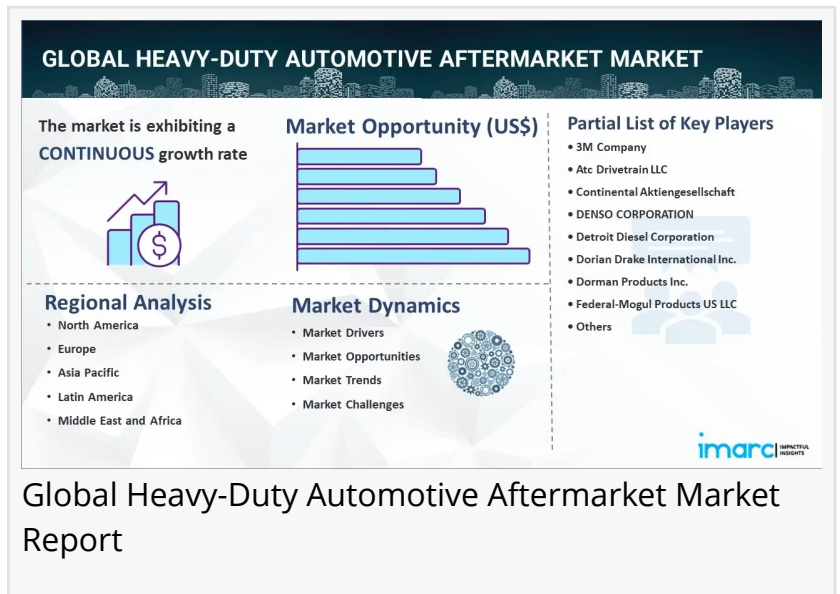 GLOBAL HEAVY-DUTY AUTOMOTIVE AFTERMARKET MARKET
The market is exhibiting a
CONTINUOUS growth rate
$
Market Opportunity (US$)
Regional Analysis
• North America
• Europe
• Asia Pacific
• Latin America
• Middle East and Africa
Market Dynamics
• Market Drivers
• Market Opportunities
• Market Trends
• Market Challenges
Partial List of Key Players
• 3M Company
• Atc Drivetrain LLC
• Continental Aktiengesellschaft
• DENSO CORPORATION
• Detroit Diesel Corporation
• Dorian Drake International Inc.
• Dorman Products Inc.
• Federal-Mogul Products US LLC
• Others
imarc
IMPACTFUL
INSIGHTS
Global Heavy-Duty Automotive Aftermarket Market
Report